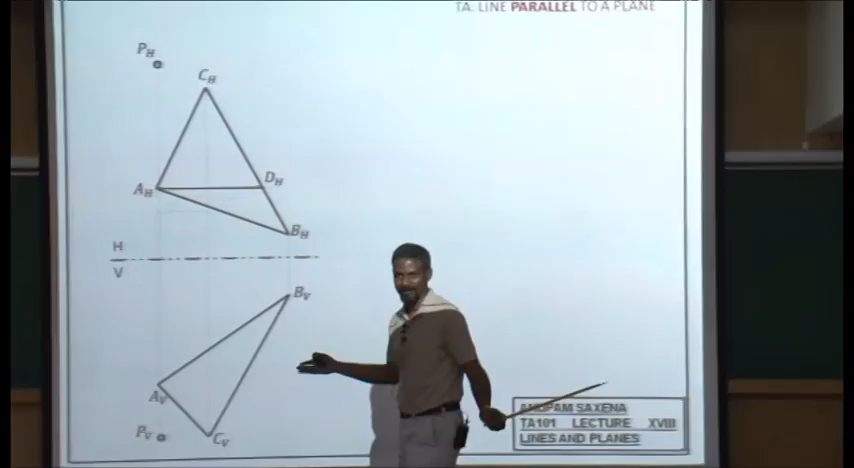 TA: LINE PARALLEL TO A PLANE
PH
CH
AH
DH
BH
H
V
BV
AV
PV
CV
ANUPAM SAXENA
TA101 LECTURE XVIII
LINES AND PLANES